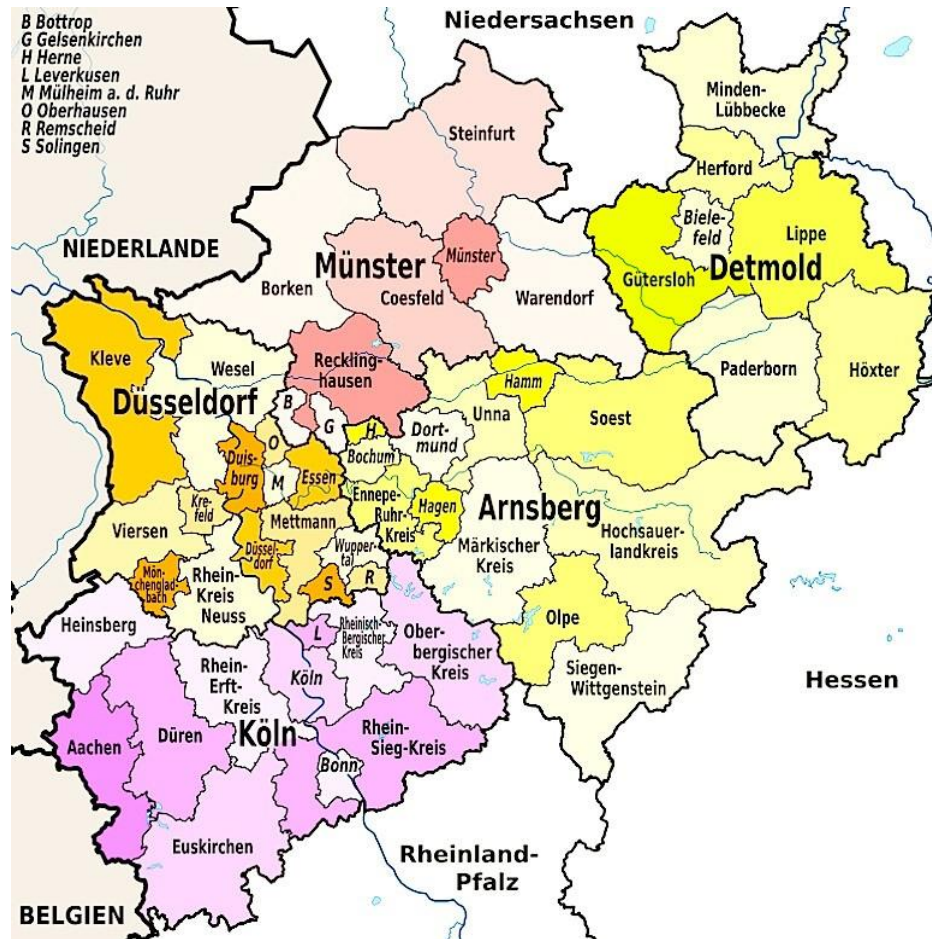 B Bottrop
G Gelsenkirchen
H Herne
L Leverkusen
M Mülheim a. d. Ruhr
O Oberhausen
R Remscheid
S Solingen
Niedersachsen
Minden-
Lübbecke
Steinfurt
Herford
Biele-
feld
Lippe
NIEDERLANDE
Münster
Münster
Detmold
Gütersloh
Borken
Coesfeld
Warendorf
Kleve
Wesel
Reckling-
hausen
Hamm
Paderborn
Höxter
Düsseldorf
B
G
H
Dort-
mund
Unna
Soest
O
Bochum
Duis-
burg
M
Essen
Ennepe-
Ruhr-
Kreis
Hagen
Arnsberg
Kre-
feld
Viersen
Mettmann
Hochsauer-
landkreis
Märkischer
Kreis
Düssel-
dorf
Wupper-
tal
Mön-
chenglad-
bach
Rhein-
Kreis
Neuss
S
R
Olpe
Heinsberg
L
Rheinisch-
Bergischer
Kreis
Ober-
bergischer
Kreis
Rhein-
Erft-
Kreis
Köln
Siegen-
Wittgenstein
Hessen
Aachen
Düren
Köln
Rhein-
Sieg-Kreis
Bonn
Euskirchen
Rheinland-
Pfalz
BELGIEN